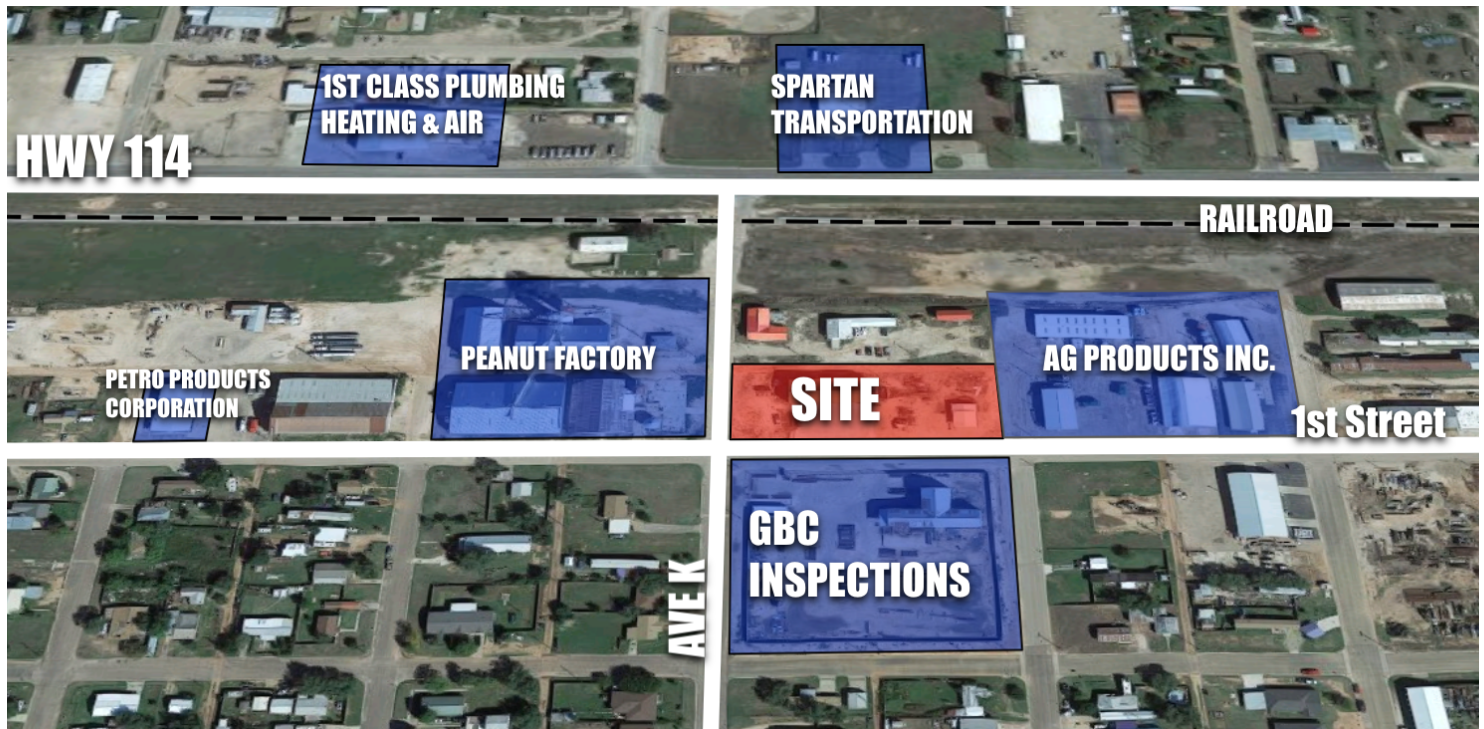 1ST CLASS PLUMBING
HEATING & AIR
SPARTAN
TRANSPORTATION
HWY 114
RAILROAD
PEANUT FACTORY
PETRO PRODUCTS
CORPORATION
SITE
AG PRODUCTS INC.
1st Street
GBC
INSPECTIONS
AVE K